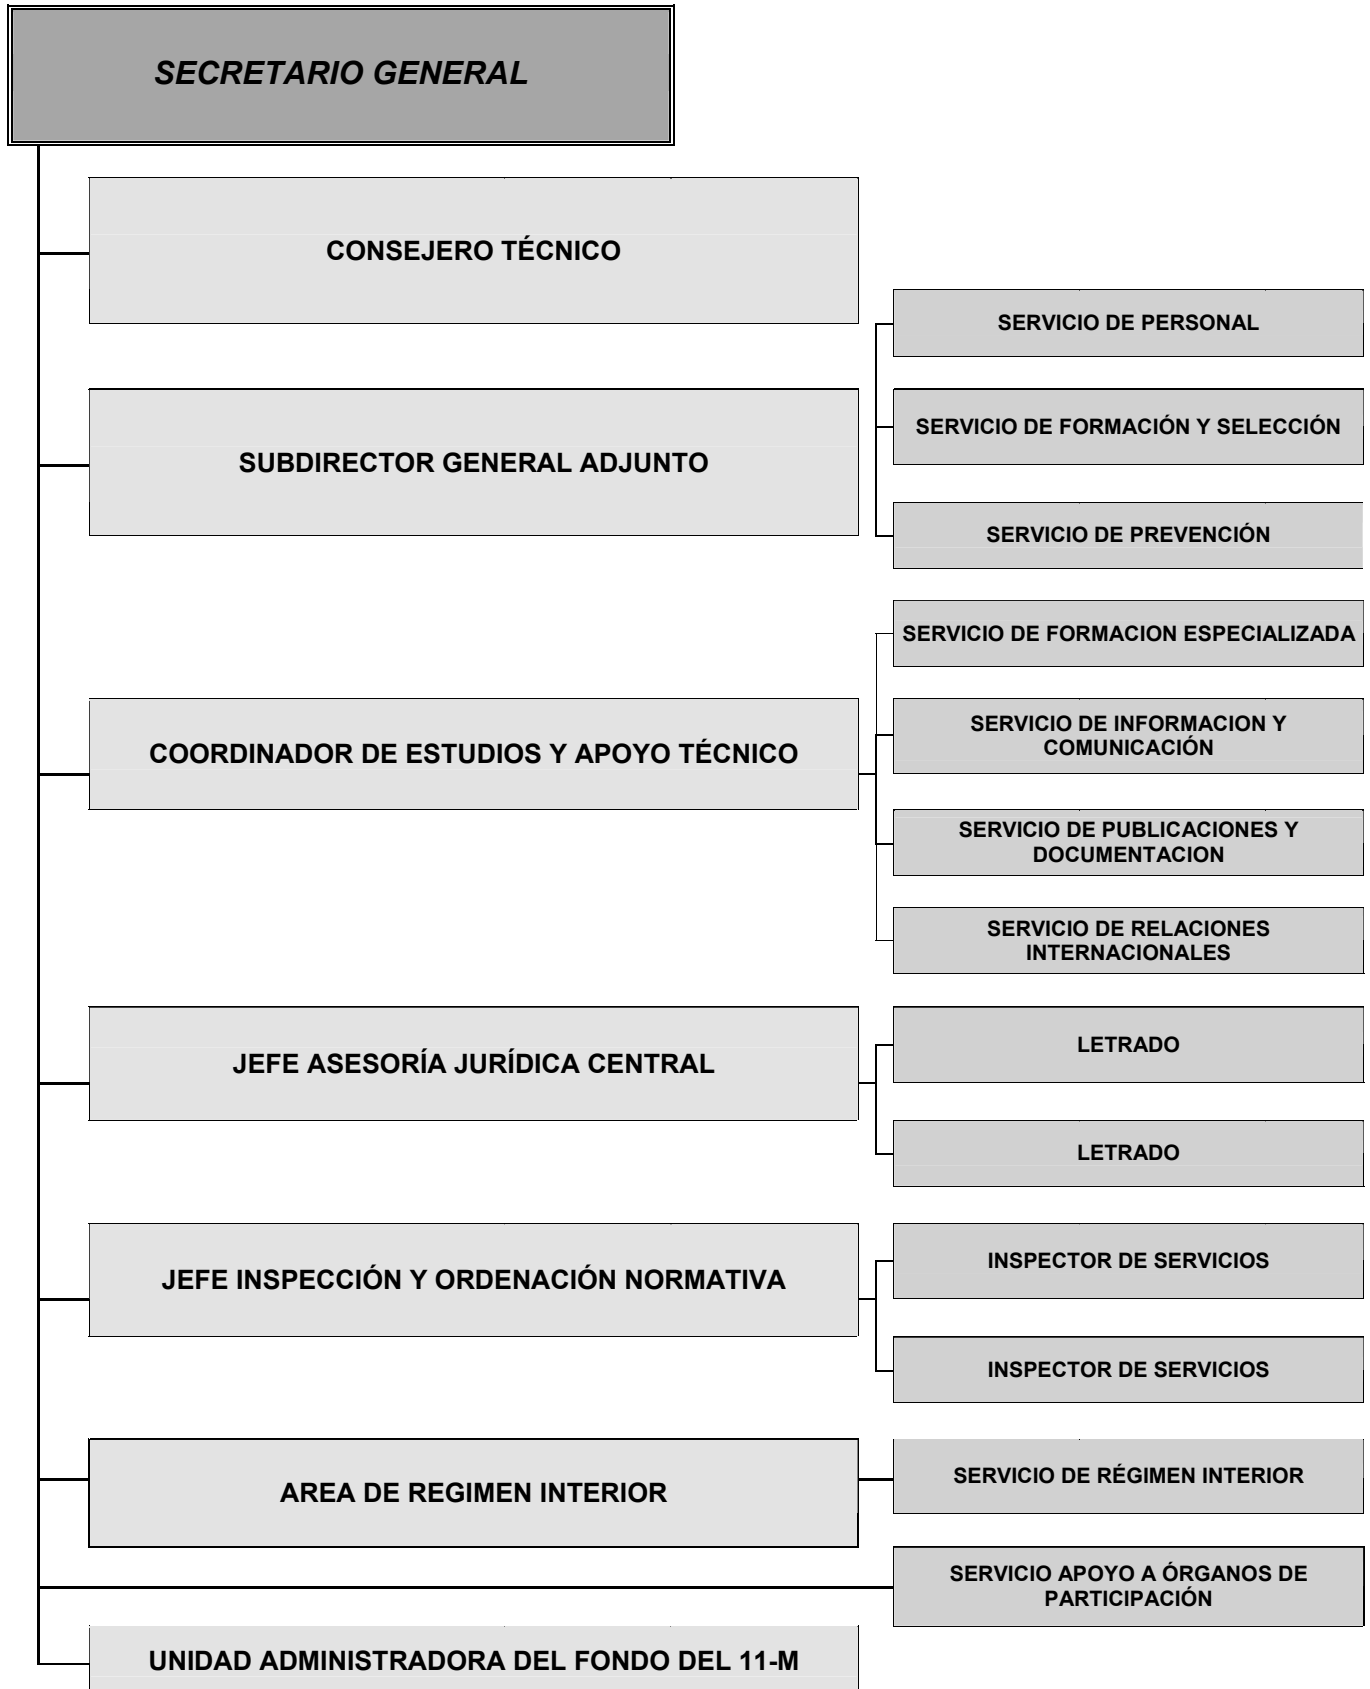 SECRETARIO GENERAL
CONSEJERO TÉCNICO
SERVICIO DE PERSONAL
SERVICIO DE FORMACIÓN Y SELECCIÓN
SUBDIRECTOR GENERAL ADJUNTO
SERVICIO DE PREVENCIÓN
SERVICIO DE FORMACION ESPECIALIZADA
SERVICIO DE INFORMACION Y
COMUNICACIÓN
COORDINADOR DE ESTUDIOS Y APOYO TÉCNICO
SERVICIO DE PUBLICACIONES Y
DOCUMENTACION
SERVICIO DE RELACIONES
INTERNACIONALES
LETRADO
JEFE ASESORÍA JURÍDICA CENTRAL
LETRADO
INSPECTOR DE SERVICIOS
JEFE INSPECCIÓN Y ORDENACIÓN NORMATIVA
INSPECTOR DE SERVICIOS
SERVICIO DE RÉGIMEN INTERIOR
AREA DE REGIMEN INTERIOR
SERVICIO APOYO A ÓRGANOS DE
PARTICIPACIÓN
UNIDAD ADMINISTRADORA DEL FONDO DEL 11-M